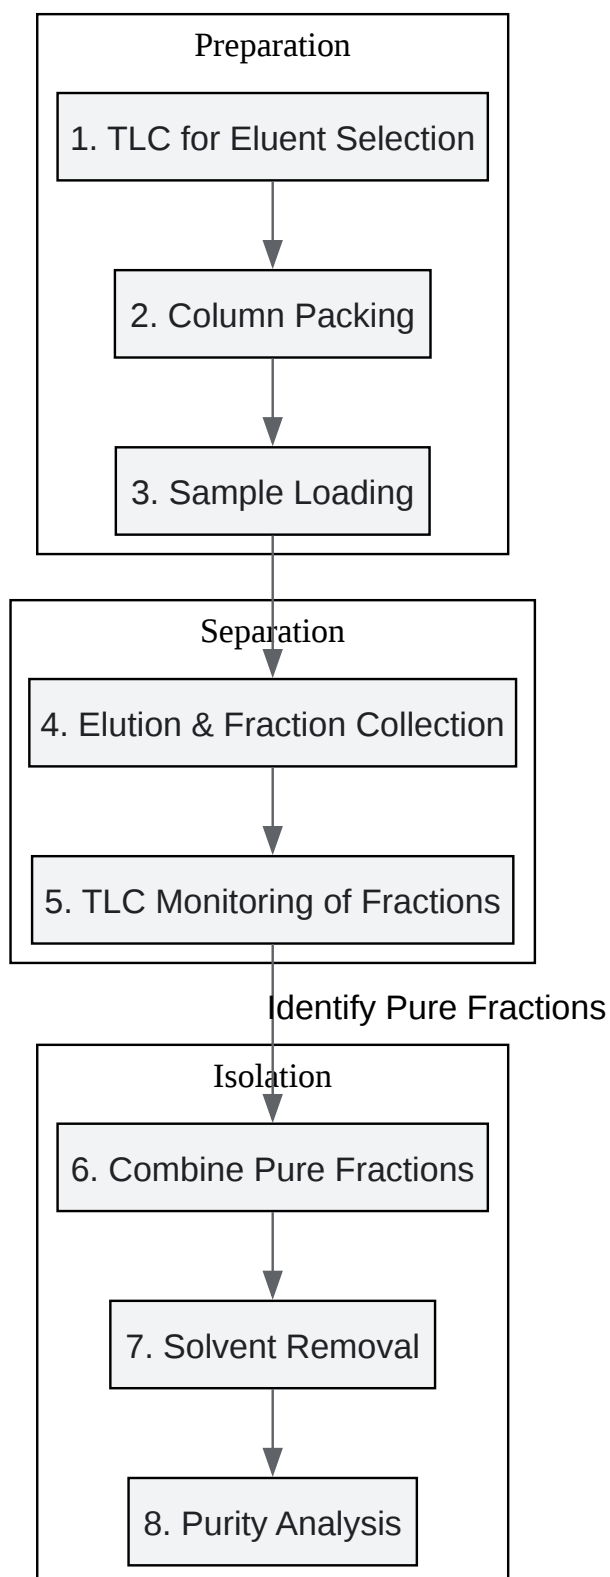 Preparation
1. TLC for Eluent Selection
2. Column Packing
3. Sample Loading
Separation
4. Elution & Fraction Collection
5. TLC Monitoring of Fractions
Identify Pure Fractions
Isolation
6. Combine Pure Fractions
7. Solvent Removal
8. Purity Analysis